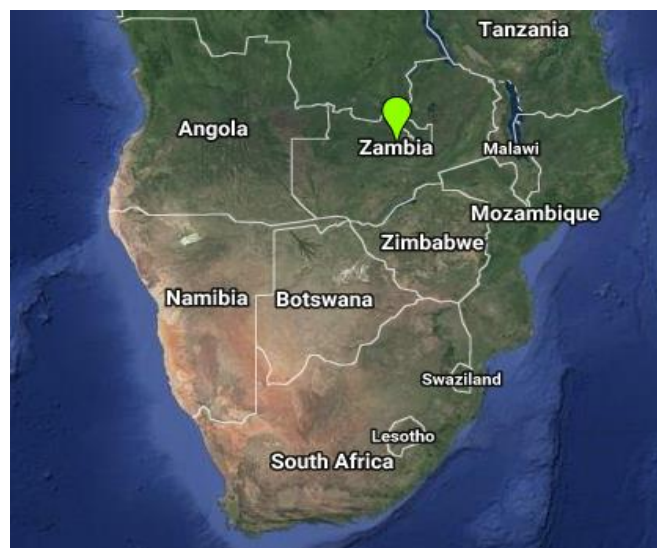 Tanzania
Angola
Zambia
Malawi
Mozambique
Zimbabwe
Namibia
Botswana
Swaziland
Lesotho
South Africa